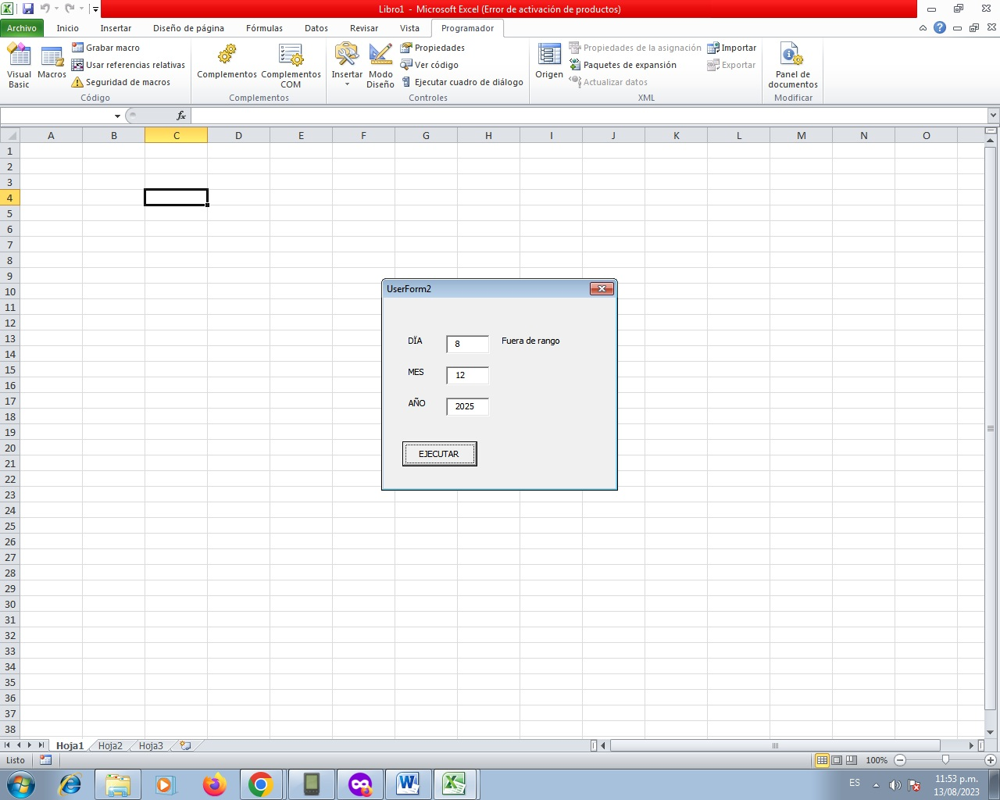 Libro1 - Microsoft Excel (Error de activación de productos)
Archivo Inicio Insertar Diseño de página Fórmulas Datos Revisar Vista Programador
Visual Basic
Macros
Grabar macro
Usar referencias relativas
Seguridad de macros
Código
Complementos
Complementos COM
Complementos
Insertar
Modo Diseño
Propiedades
Ver código
Ejecutar cuadro de diálogo
Controles
Origen
Propiedades de la asignación
Paquetes de expansión
Actualizar datos
Importar
Exportar
XML
Panel de documentos
Modificar
fx
A B C D E F G H I J K L M N O
1
2
3
4
5
6
7
8
9
10
11
12
13
14
15
16
17
18
19
20
21
22
23
24
25
26
27
28
29
30
31
32
33
34
35
36
37
38
UserForm2
DÏA 8 Fuera de rango
MES 12
AÑO 2025
EJECUTAR
Hoja1 Hoja2 Hoja3
Listo 100%
ES 11:53 p.m.
13/08/2023